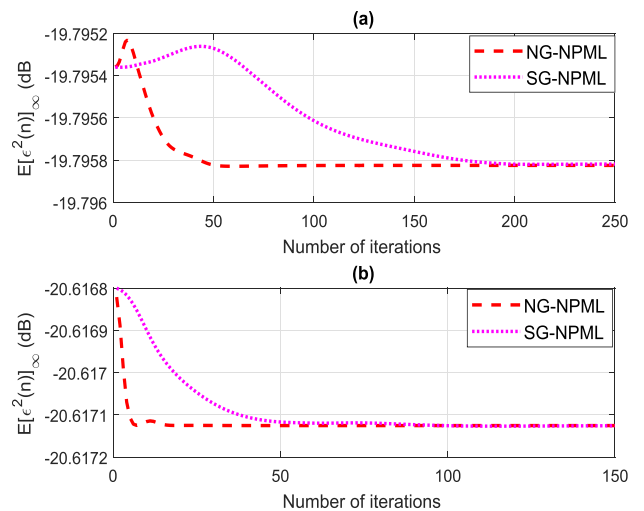 (a)
E[ϵ²(n)]∞ (dB
-19.7952
-19.7954
-19.7956
-19.7958
-19.796
NG-NPML
SG-NPML
0 50 100 150 200 250
Number of iterations
(b)
E[ϵ²(n)]∞ (dB)
-20.6168
-20.6169
-20.617
-20.6171
-20.6172
NG-NPML
SG-NPML
0 50 100 150
Number of iterations